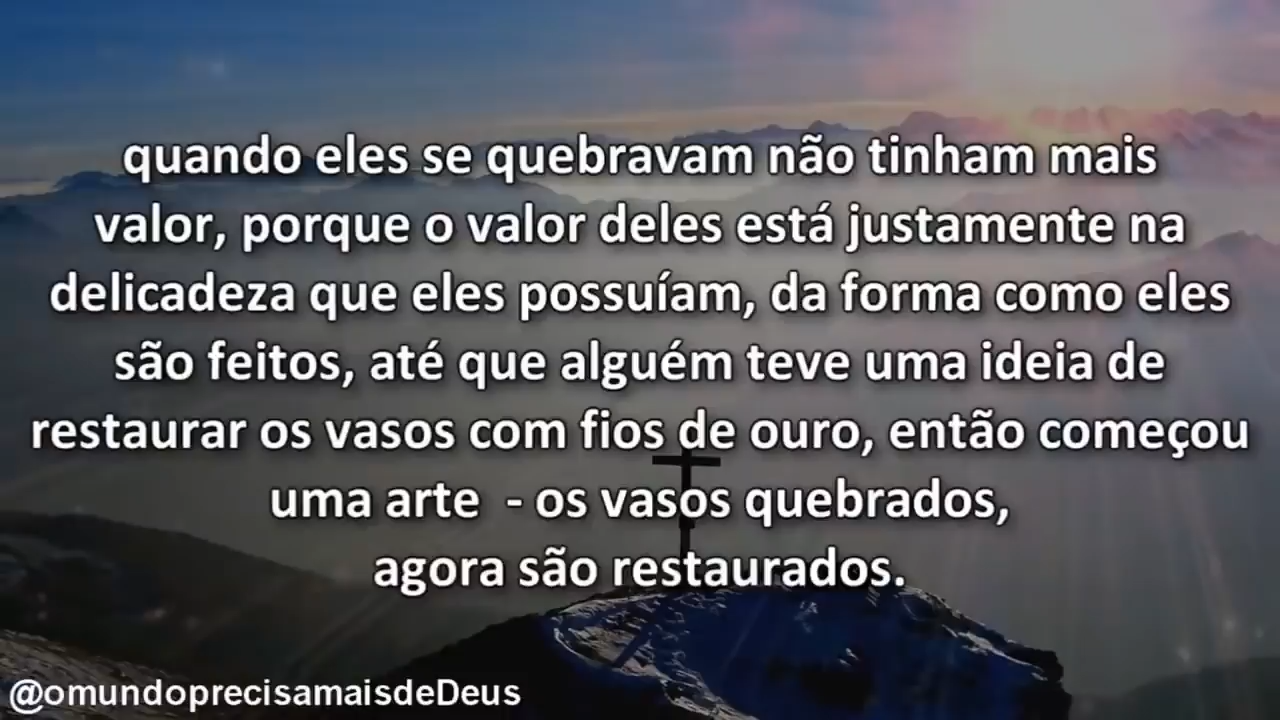 quando eles se quebravam não tinham mais
valor, porque o valor deles está justamente na
delicadeza que eles possuíam, da forma como eles
são feitos, até que alguém teve uma ideia de
restaurar os vasos com fios de ouro, então começou
uma arte  - os vasos quebrados,
agora são restaurados.
@omundoprecisamaisdeDeus